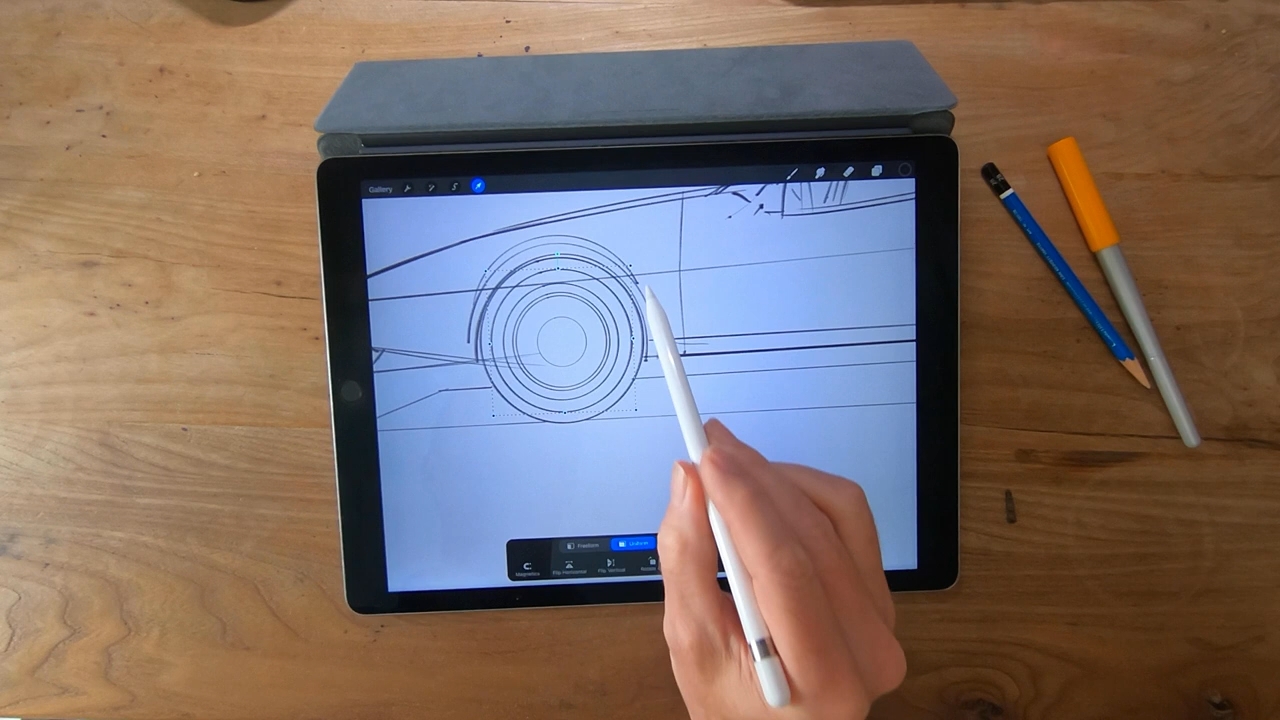 Gallery
Freeform Uniform
Magnetics Flip Horizontal Flip Vertical Rotate